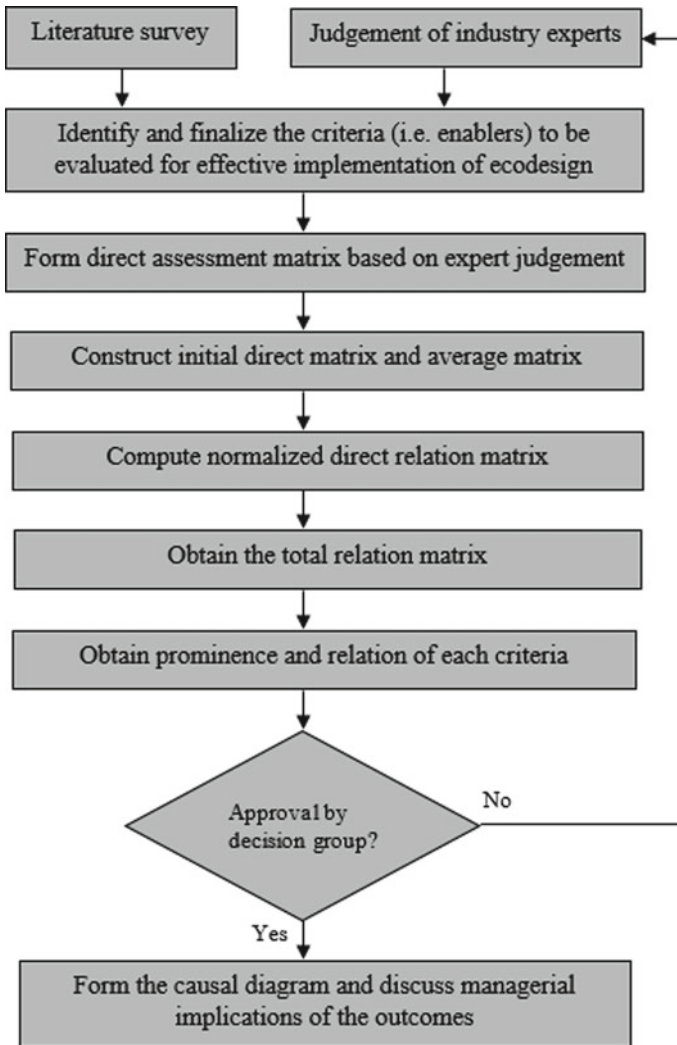 Literature survey
Judgement of industry experts
Identify and finalize the criteria (i.e. enablers) to be
evaluated for effective implementation of ecodesign
Form direct assessment matrix based on expert judgement
Construct initial direct matrix and average matrix
Compute normalized direct relation matrix
Obtain the total relation matrix
Obtain prominence and relation of each criteria
Approval by
decision group?
No
Yes
Form the causal diagram and discuss managerial
implications of the outcomes